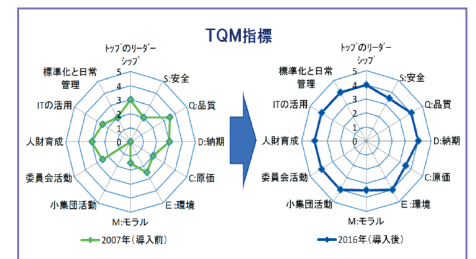 TQM指標
トップのリーダー
シップ
S:安全
Q:品質
D:納期
C:原価
E:環境
M:モラル
小集団活動
委員会活動
人財育成
ITの活用
標準化と日常
管理
5
4
3
2
1
0
2007年(導入前)
トップのリーダー
シップ
S:安全
Q:品質
D:納期
C:原価
E:環境
M:モラル
小集団活動
委員会活動
人財育成
ITの活用
標準化と日常
管理
5
4
3
2
1
0
2016年(導入後)